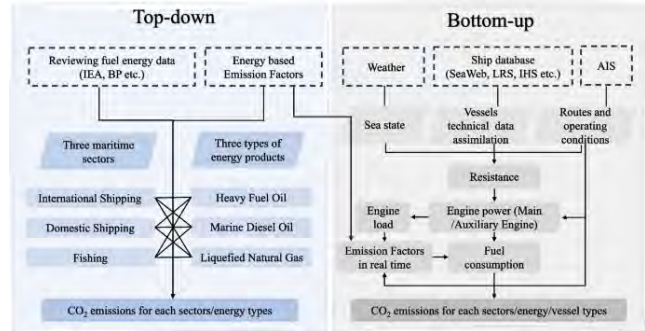 Top-down
Reviewing fuel energy data
(IEA, BP etc.)
Energy based
Emission Factors
Three maritime
sectors
Three types of
energy products
International Shipping
Heavy Fuel Oil
Domestic Shipping
Marine Diesel Oil
Fishing
Liquefied Natural Gas
CO₂ emissions for each sectors/energy types
Bottom-up
Weather
Ship database
(SeaWeb, LRS, IHS etc.)
AIS
Sea state
Vessels
technical data
assimilation
Routes and
operating
conditions
Resistance
Engine
load
Engine power (Main
/Auxiliary Engine)
Emission Factors
in real time
Fuel
consumption
CO₂ emissions for each sectors/energy/vessel types